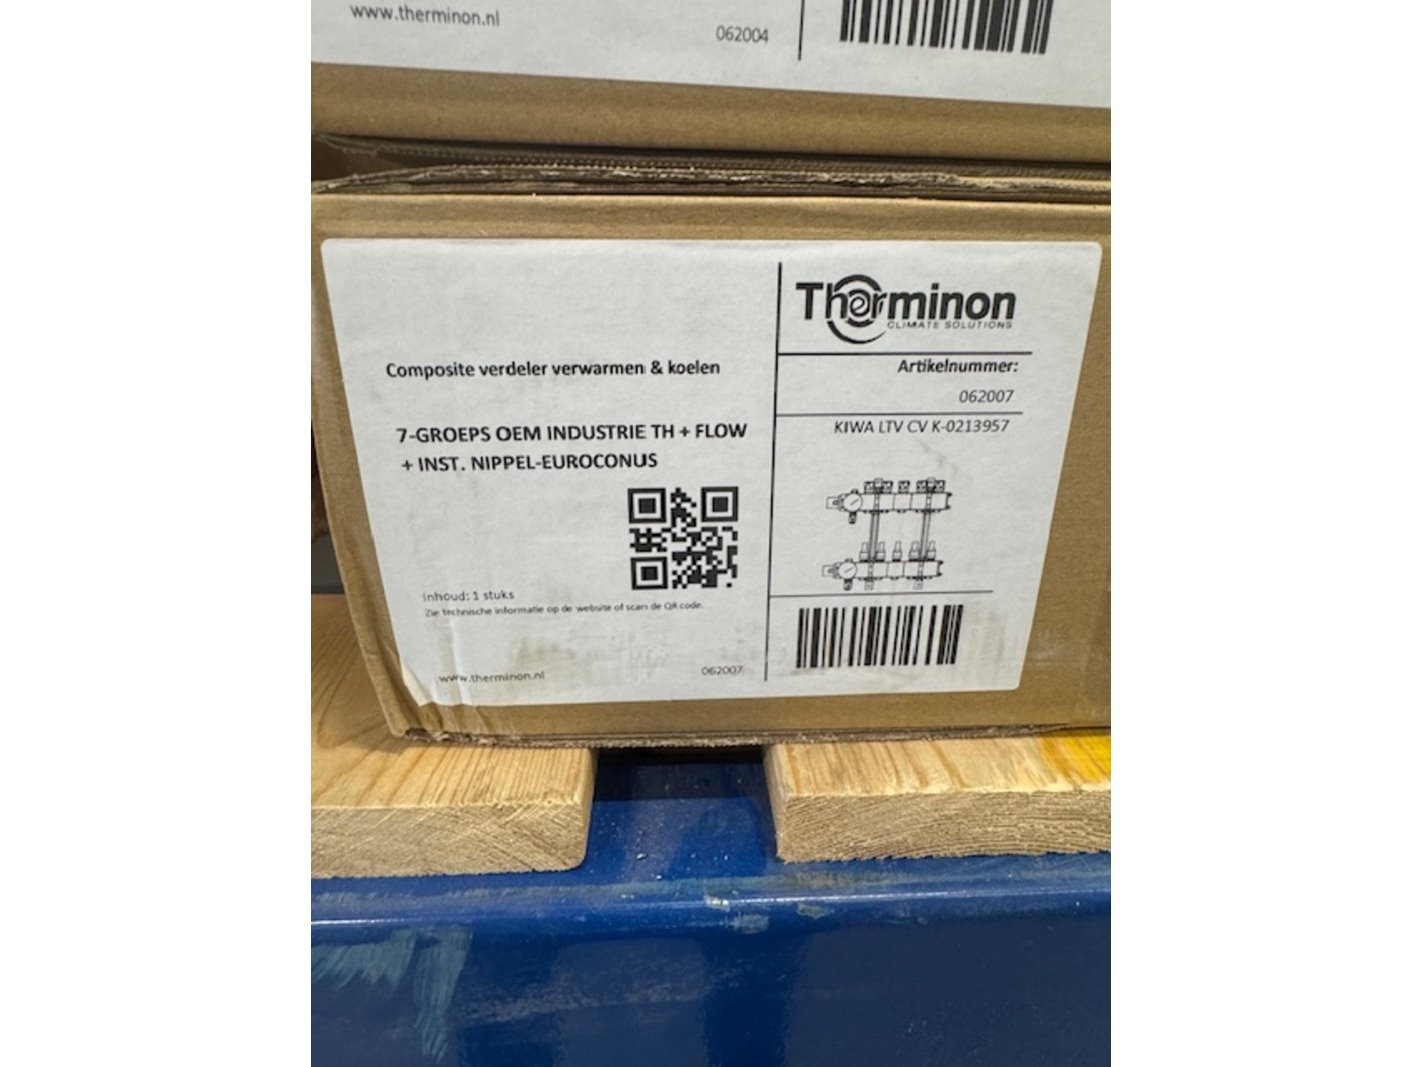 www.therminon.nl
062004
Therminon
CLIMATE SOLUTIONS
Artikelnummer:
062007
KIWA LTV CV K-0213957
Composite verdeler verwarmen & koelen
7-GROEPS OEM INDUSTRIE TH + FLOW
+ INST. NIPPEL-EUROCONUS
Inhoud: 1 stuks
Zie technische informatie op de website of scan de QR code.
www.therminon.nl
062007